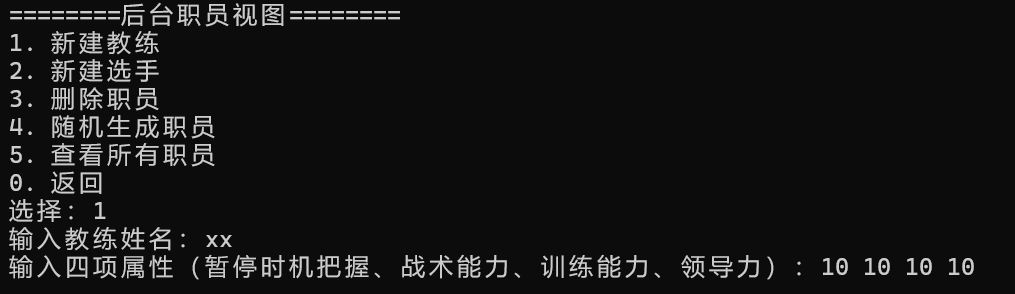 ========后台职员视图========
1. 新建教练
2. 新建选手
3. 删除职员
4. 随机生成职员
5. 查看所有职员
0. 返回
选择: 1
输入教练姓名: xx
输入四项属性 (暂停时机把握、战术能力、训练能力、领导力) : 10 10 10 10